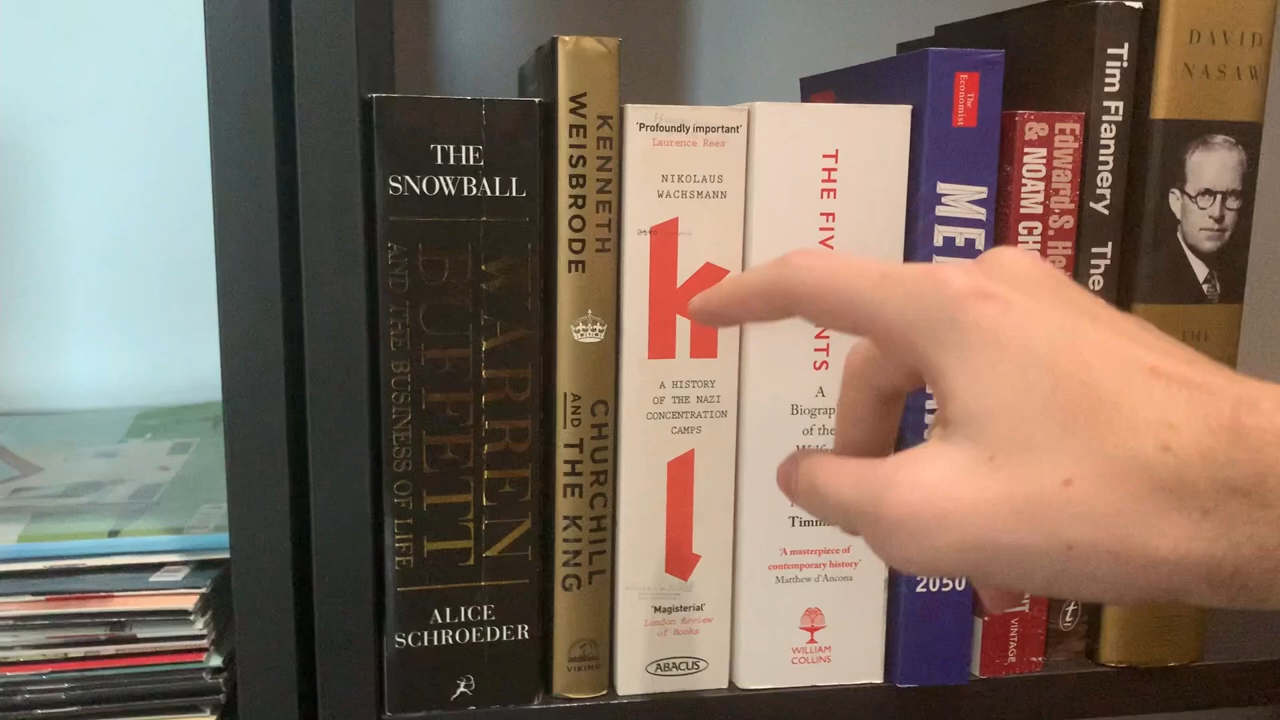 THE
SNOWBALL
WARREN
BUFFETT
AND THE BUSINESS OF LIFE
ALICE
SCHROEDER
KENNETH
WEISBRODE
CHURCHILL
AND THE KING
VIKING
'Profoundly important'
Laurence Rees
NIKOLAUS
WACHSMANN
kl
A HISTORY
OF THE NAZI
CONCENTRATION
CAMPS
'Magisterial'
London Review
of Books
ABACUS
THE FIV
NTS
A
Biograp
of the
Timm
'A masterpiece of
contemporary history'
Matthew d'Ancona
WILLIAM
COLLINS
The
Economist
ME
2050
Edward S. He
& NOAM CH
VINTAGE
Tim Flannery The
t
DAVID
NASAW
THE